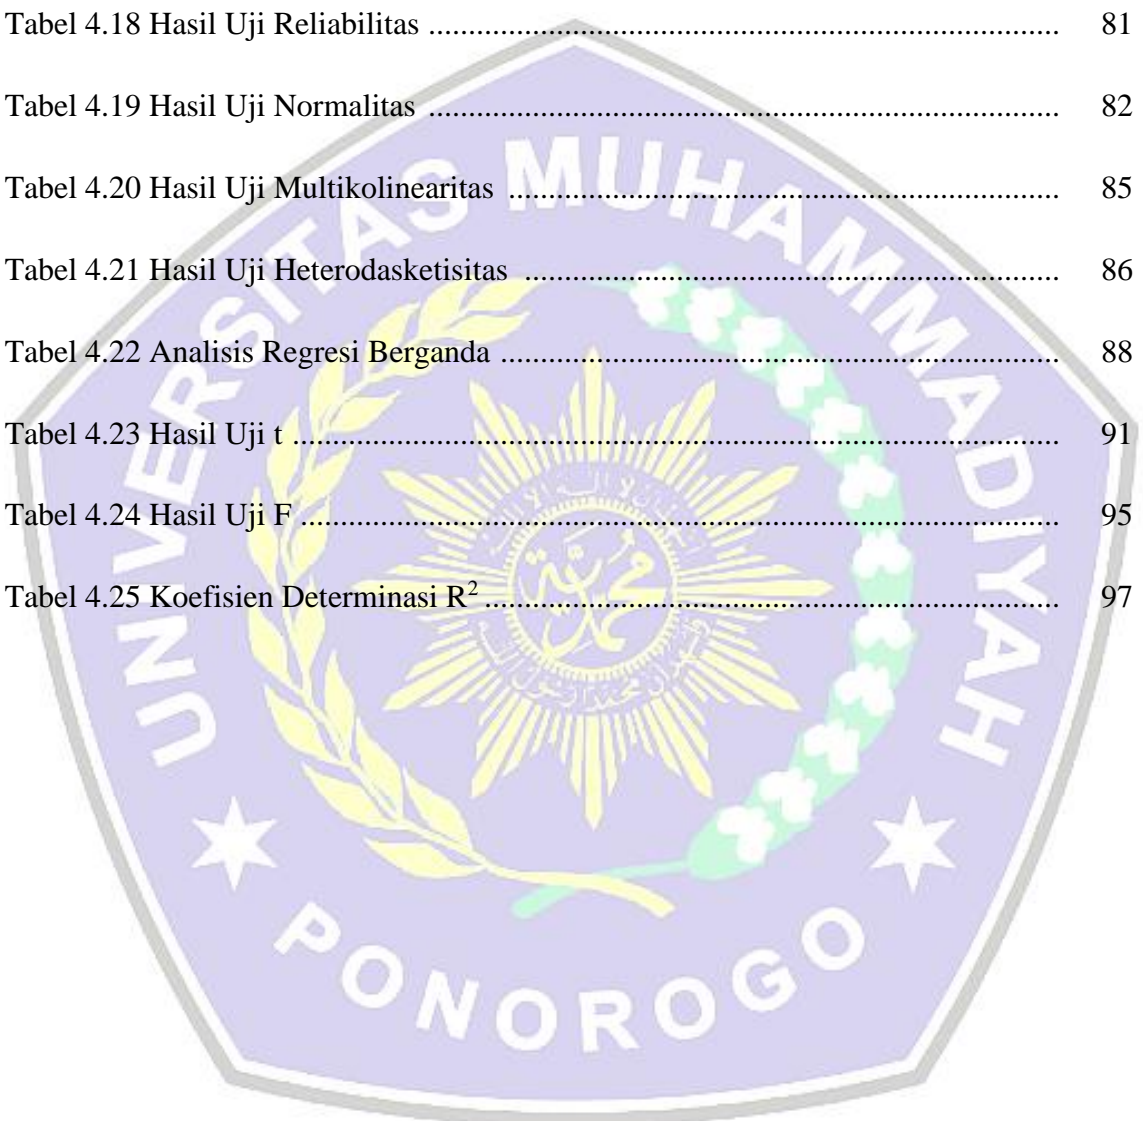 Tabel 4.18 Hasil Uji Reliabilitas ........................................................................... 81
Tabel 4.19 Hasil Uji Normalitas ........................................................................... 82
Tabel 4.20 Hasil Uji Multikolinearitas ................................................................. 85
Tabel 4.21 Hasil Uji Heterodasketisitas ............................................................... 86
Tabel 4.22 Analisis Regresi Berganda .................................................................. 88
Tabel 4.23 Hasil Uji t ........................................................................................... 91
Tabel 4.24 Hasil Uji F .......................................................................................... 95
Tabel 4.25 Koefisien Determinasi R² .................................................................... 97
UNIVERSITAS MUHAMMADIYAH
PONOROGO
محمدية